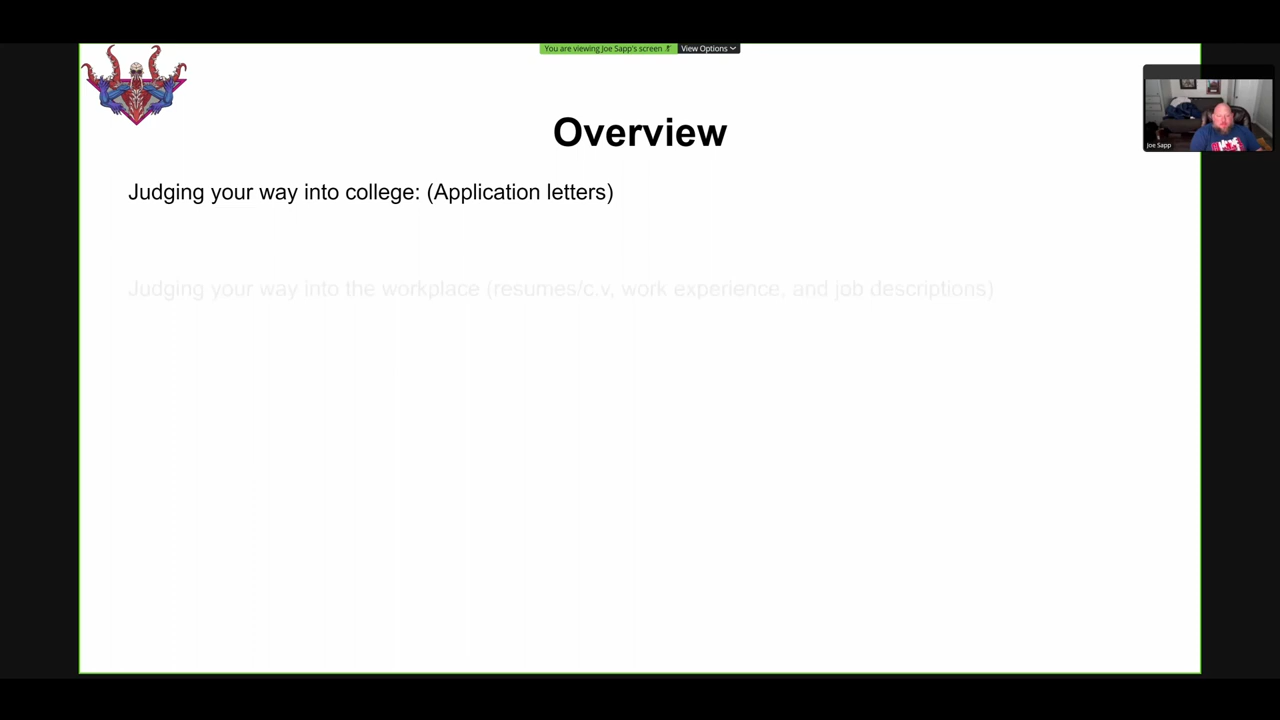 You are viewing Joe Sapp's screen View Options
Overview
Joe Sapp
Judging your way into college: (Application letters)
Judging your way into the workplace (resumes/c.v, work experience, and job descriptions)